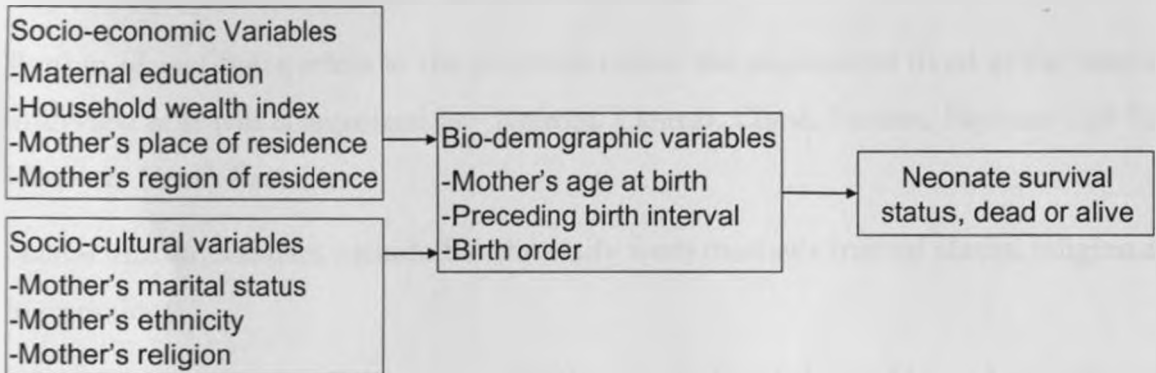 Socio-economic Variables
-Maternal education
-Household wealth index
-Mother's place of residence
-Mother's region of residence
Socio-cultural variables
-Mother's marital status
-Mother's ethnicity
-Mother's religion
Bio-demographic variables
-Mother's age at birth
-Preceding birth interval
-Birth order
Neonate survival
status, dead or alive